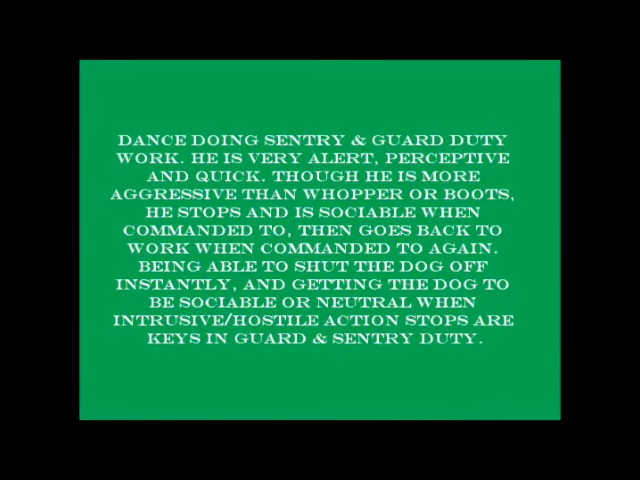 DANCE DOING SENTRY & GUARD DUTY
WORK. HE IS VERY ALERT, PERCEPTIVE
AND QUICK. THOUGH HE IS MORE
AGGRESSIVE THAN WHOPPER OR BOOTS,
HE STOPS AND IS SOCIABLE WHEN
COMMANDED TO, THEN GOES BACK TO
WORK WHEN COMMANDED TO AGAIN.
BEING ABLE TO SHUT THE DOG OFF
INSTANTLY, AND GETTING THE DOG TO
BE SOCIABLE OR NEUTRAL WHEN
INTRUSIVE/HOSTILE ACTION STOPS ARE
KEYS IN GUARD & SENTRY DUTY.